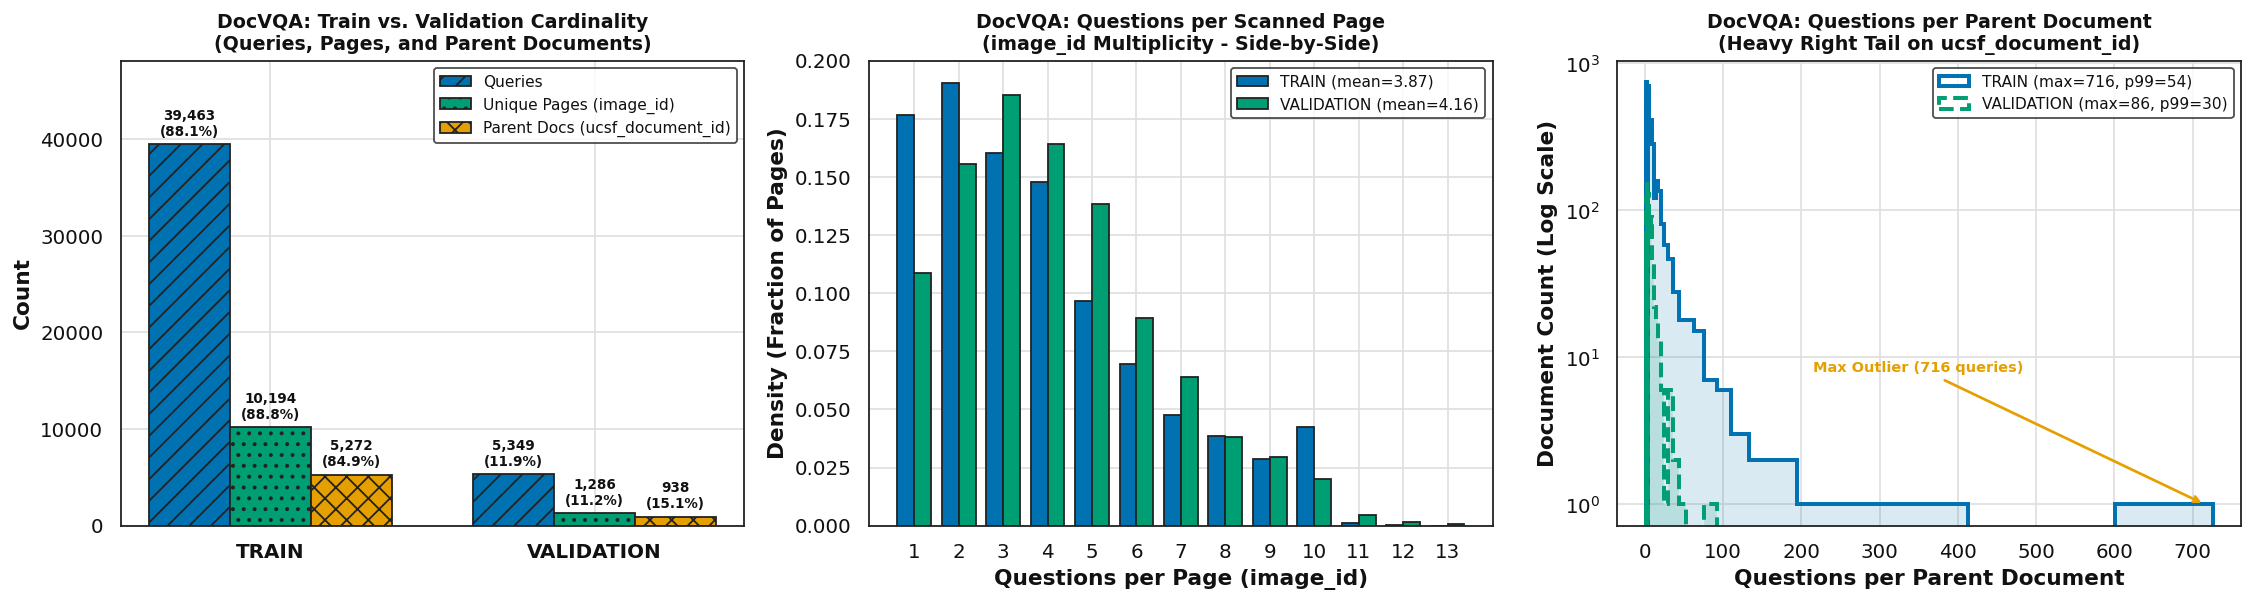 DocVQA: Train vs. Validation Cardinality
(Queries, Pages, and Parent Documents)
Count
40000
30000
20000
10000
0
Queries
Unique Pages (image_id)
Parent Docs (ucsf_document_id)
39,463
(88.1%)
10,194
(88.8%)
5,272
(84.9%)
5,349
(11.9%)
1,286
(11.2%)
938
(15.1%)
TRAIN
VALIDATION
DocVQA: Questions per Scanned Page
(image_id Multiplicity - Side-by-Side)
Density (Fraction of Pages)
0.200
0.175
0.150
0.125
0.100
0.075
0.050
0.025
0.000
TRAIN (mean=3.87)
VALIDATION (mean=4.16)
1 2 3 4 5 6 7 8 9 10 11 12 13
Questions per Page (image_id)
DocVQA: Questions per Parent Document
(Heavy Right Tail on ucsf_document_id)
Document Count (Log Scale)
10³
10²
10¹
10⁰
TRAIN (max=716, p99=54)
VALIDATION (max=86, p99=30)
Max Outlier (716 queries)
0 100 200 300 400 500 600 700
Questions per Parent Document